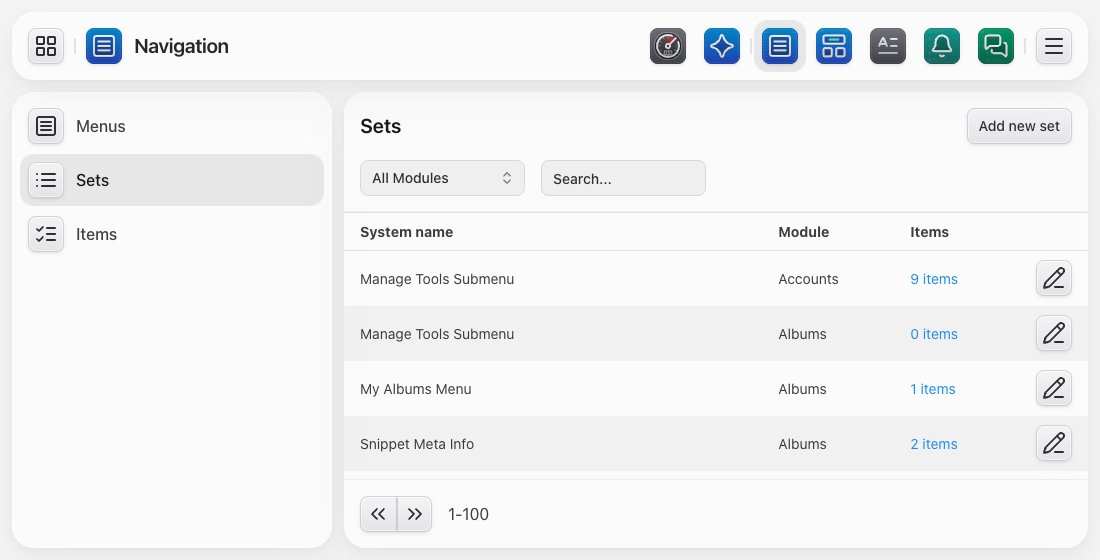 Navigation
Menus
Sets
Items
Sets
Add new set
All Modules
Search...
System name Module Items
Manage Tools Submenu Accounts 9 items
Manage Tools Submenu Albums 0 items
My Albums Menu Albums 1 items
Snippet Meta Info Albums 2 items
1-100